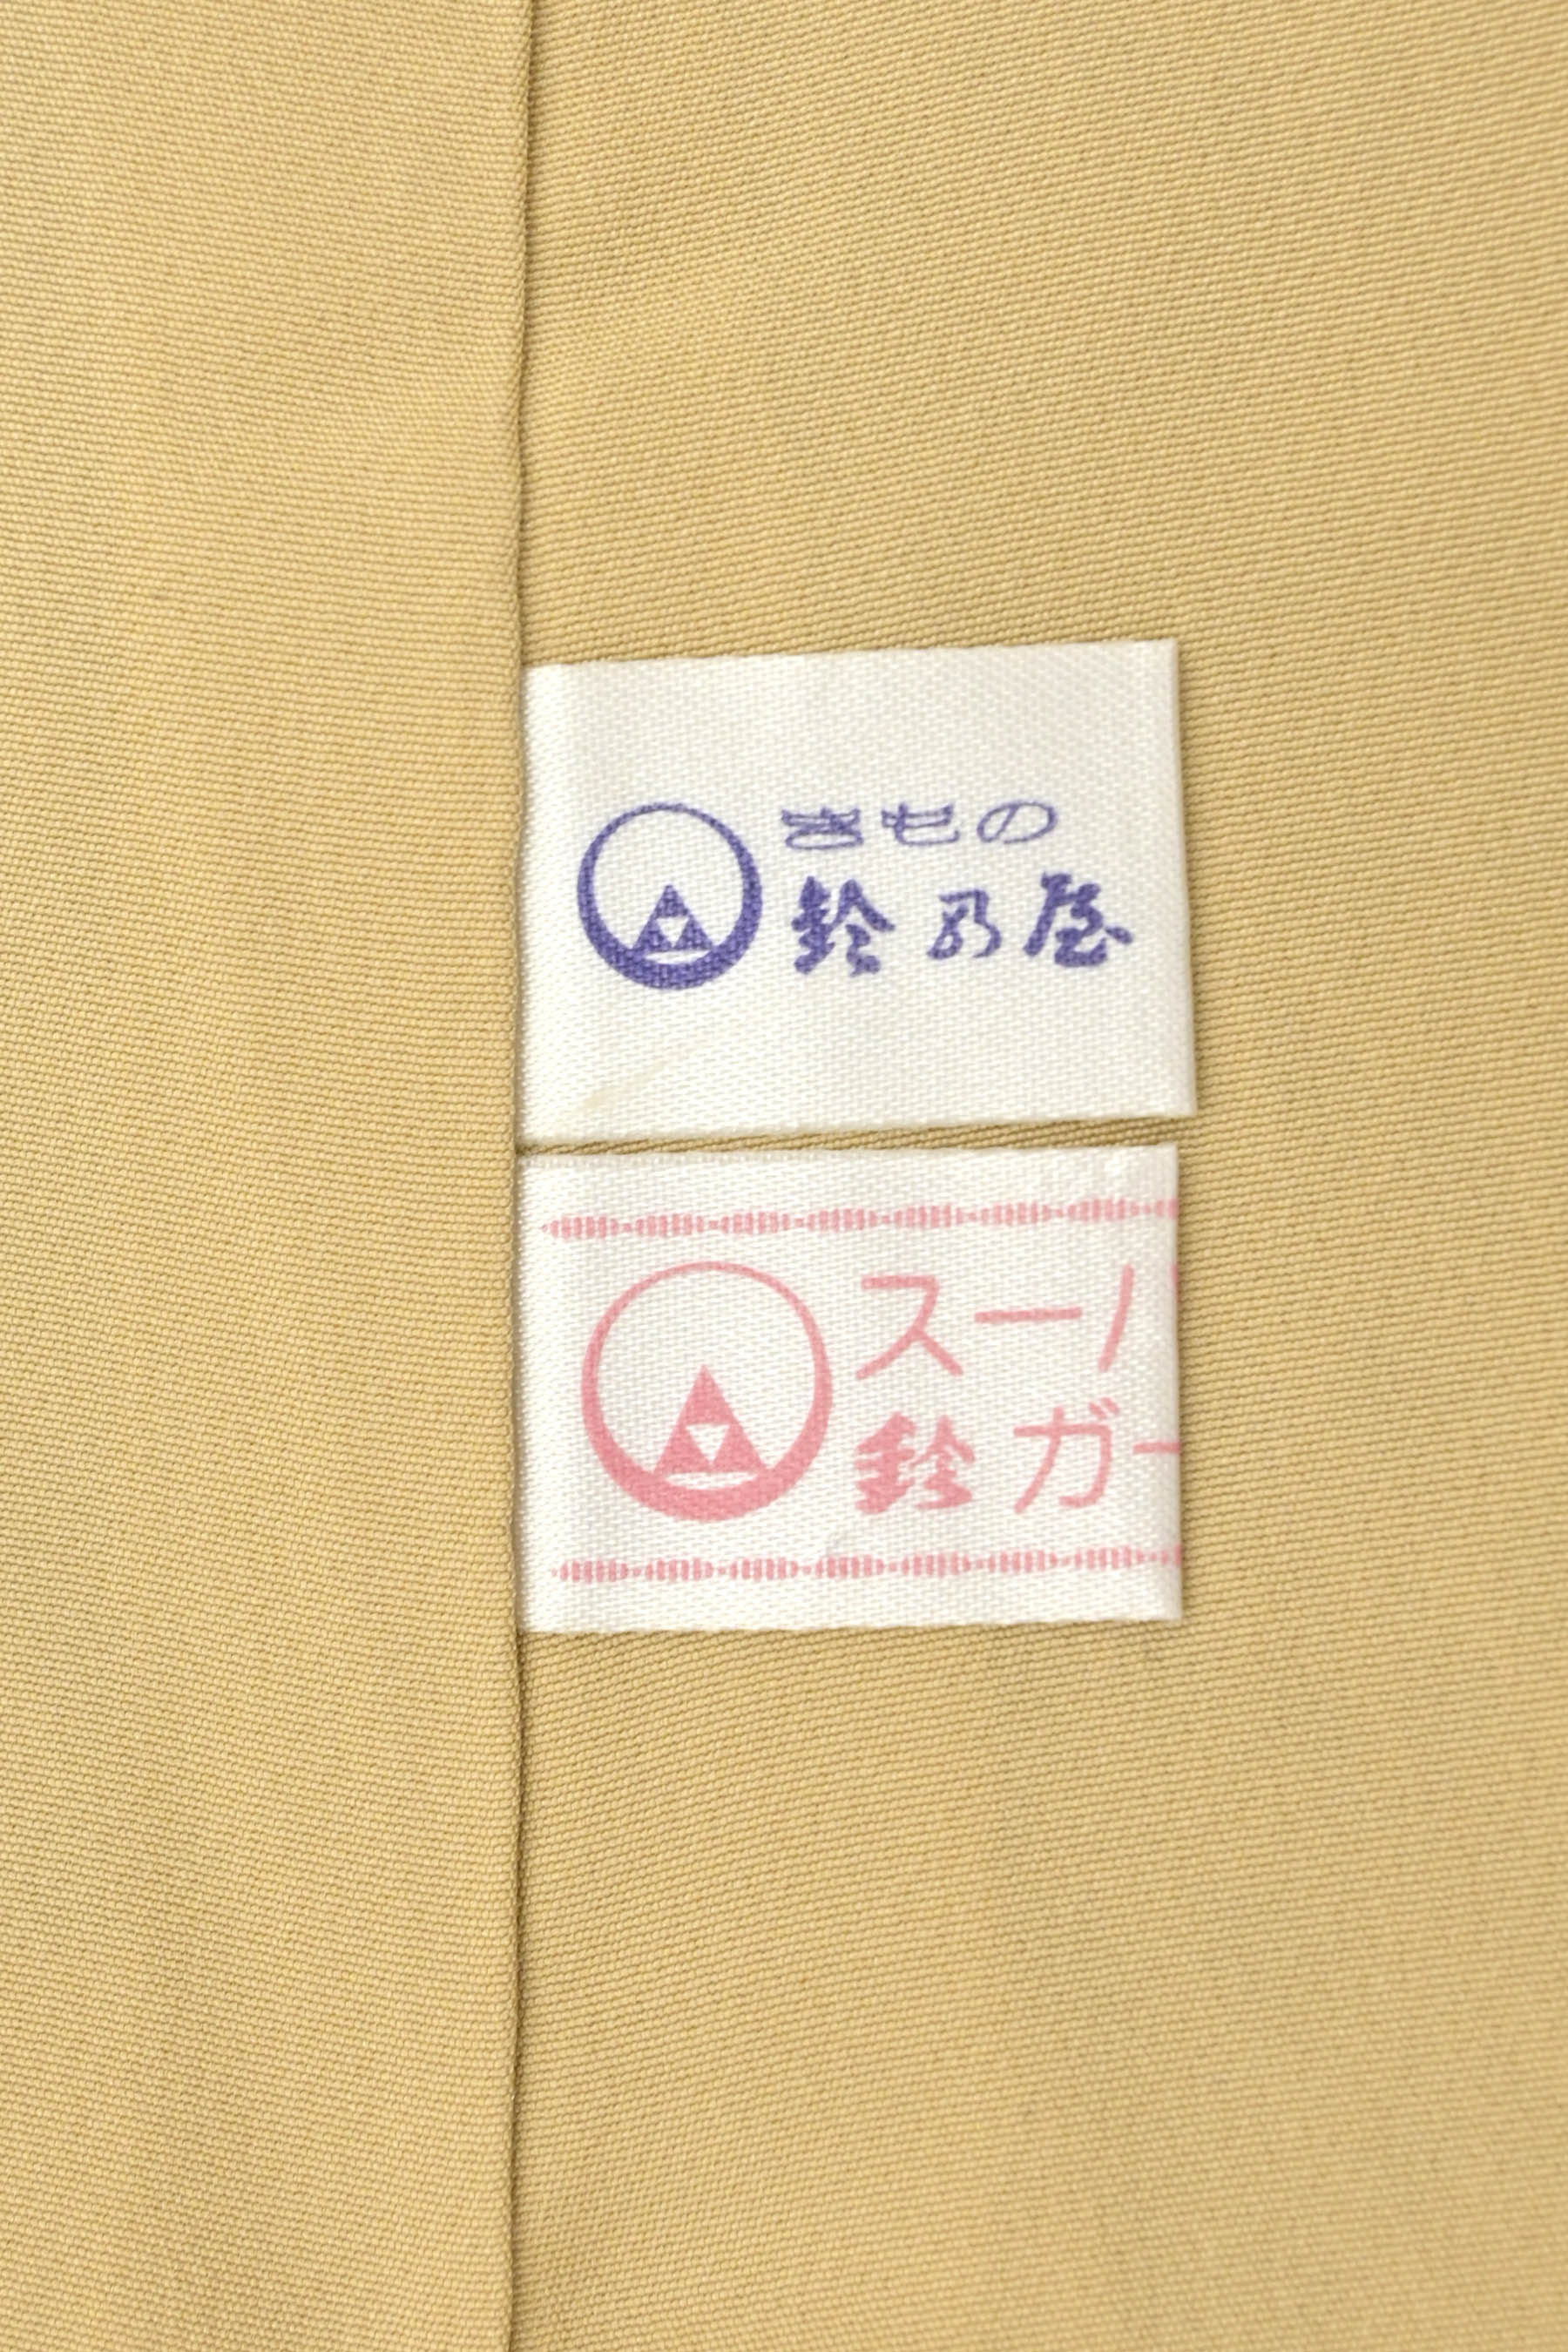 きもの
鈴乃屋
スーパ
鈴ガー